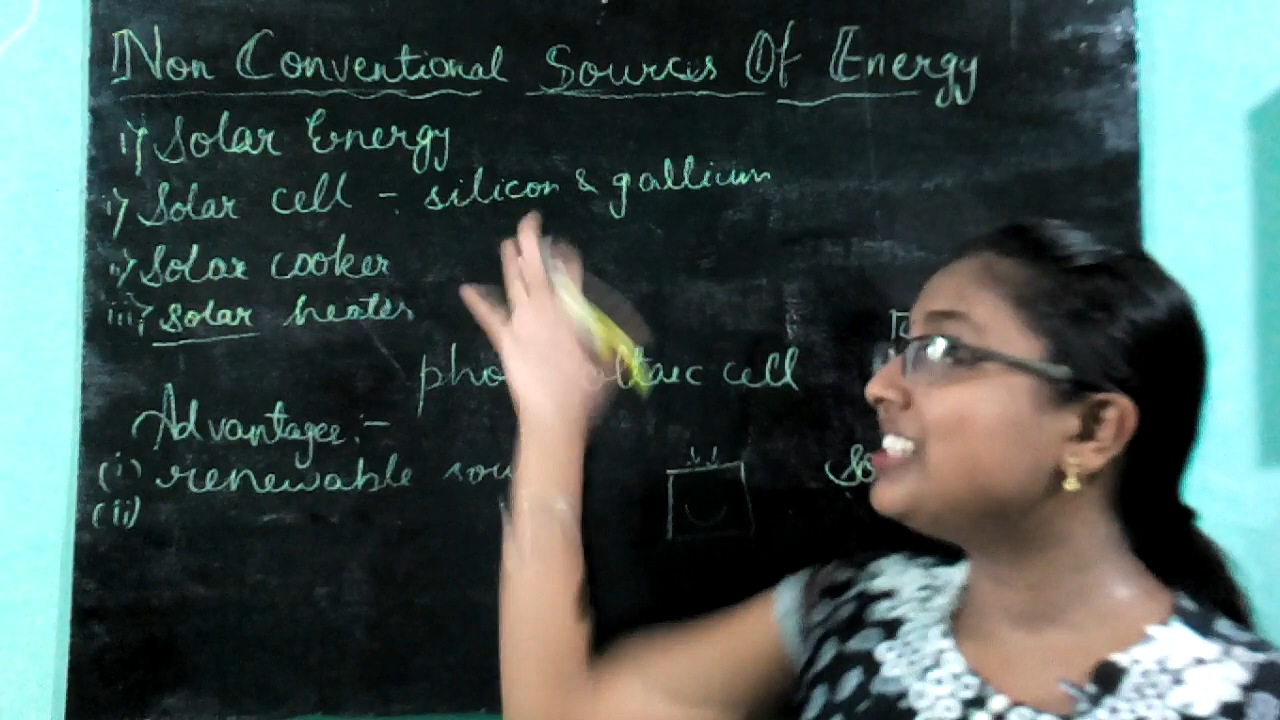 Non Conventional Sources Of Energy
i) Solar Energy
i) Solar cell - silicon & gallium
ii) Solar cooker
iii) Solar heater
cell
Advantages :-
(i) renewable
(ii)